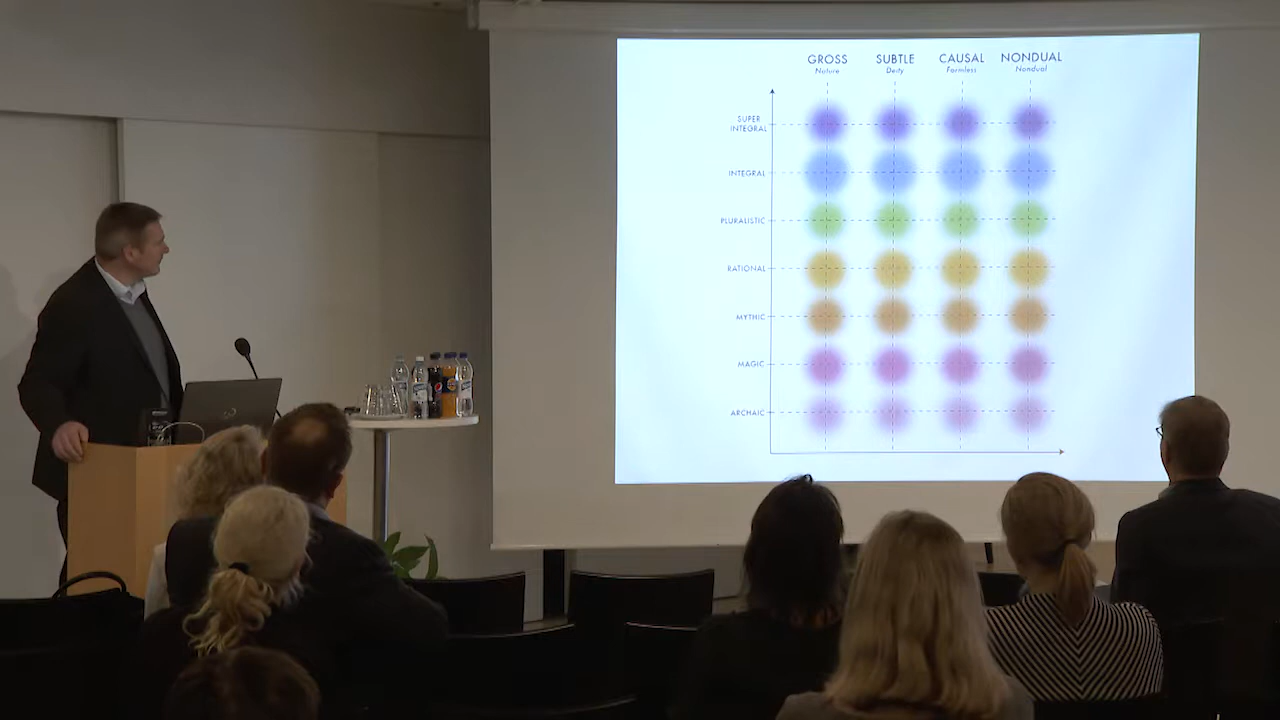 GROSS SUBTLE CAUSAL NONDUAL
Nature Deity Formless Nondual
SUPER
INTEGRAL
INTEGRAL
PLURALISTIC
RATIONAL
MYTHIC
MAGIC
ARCHAIC